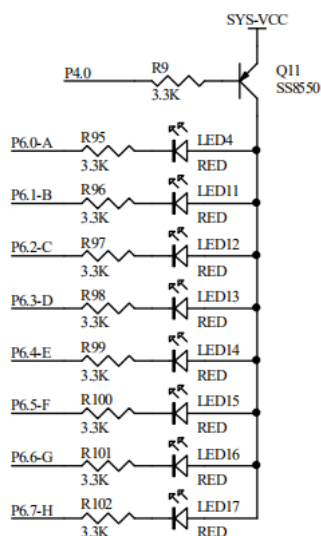 SYS-VCC
P4.0 R9 Q11
3.3K SS8550
P6.0-A R95 LED4
3.3K RED
P6.1-B R96 LED11
3.3K RED
P6.2-C R97 LED12
3.3K RED
P6.3-D R98 LED13
3.3K RED
P6.4-E R99 LED14
3.3K RED
P6.5-F R100 LED15
3.3K RED
P6.6-G R101 LED16
3.3K RED
P6.7-H R102 LED17
3.3K RED